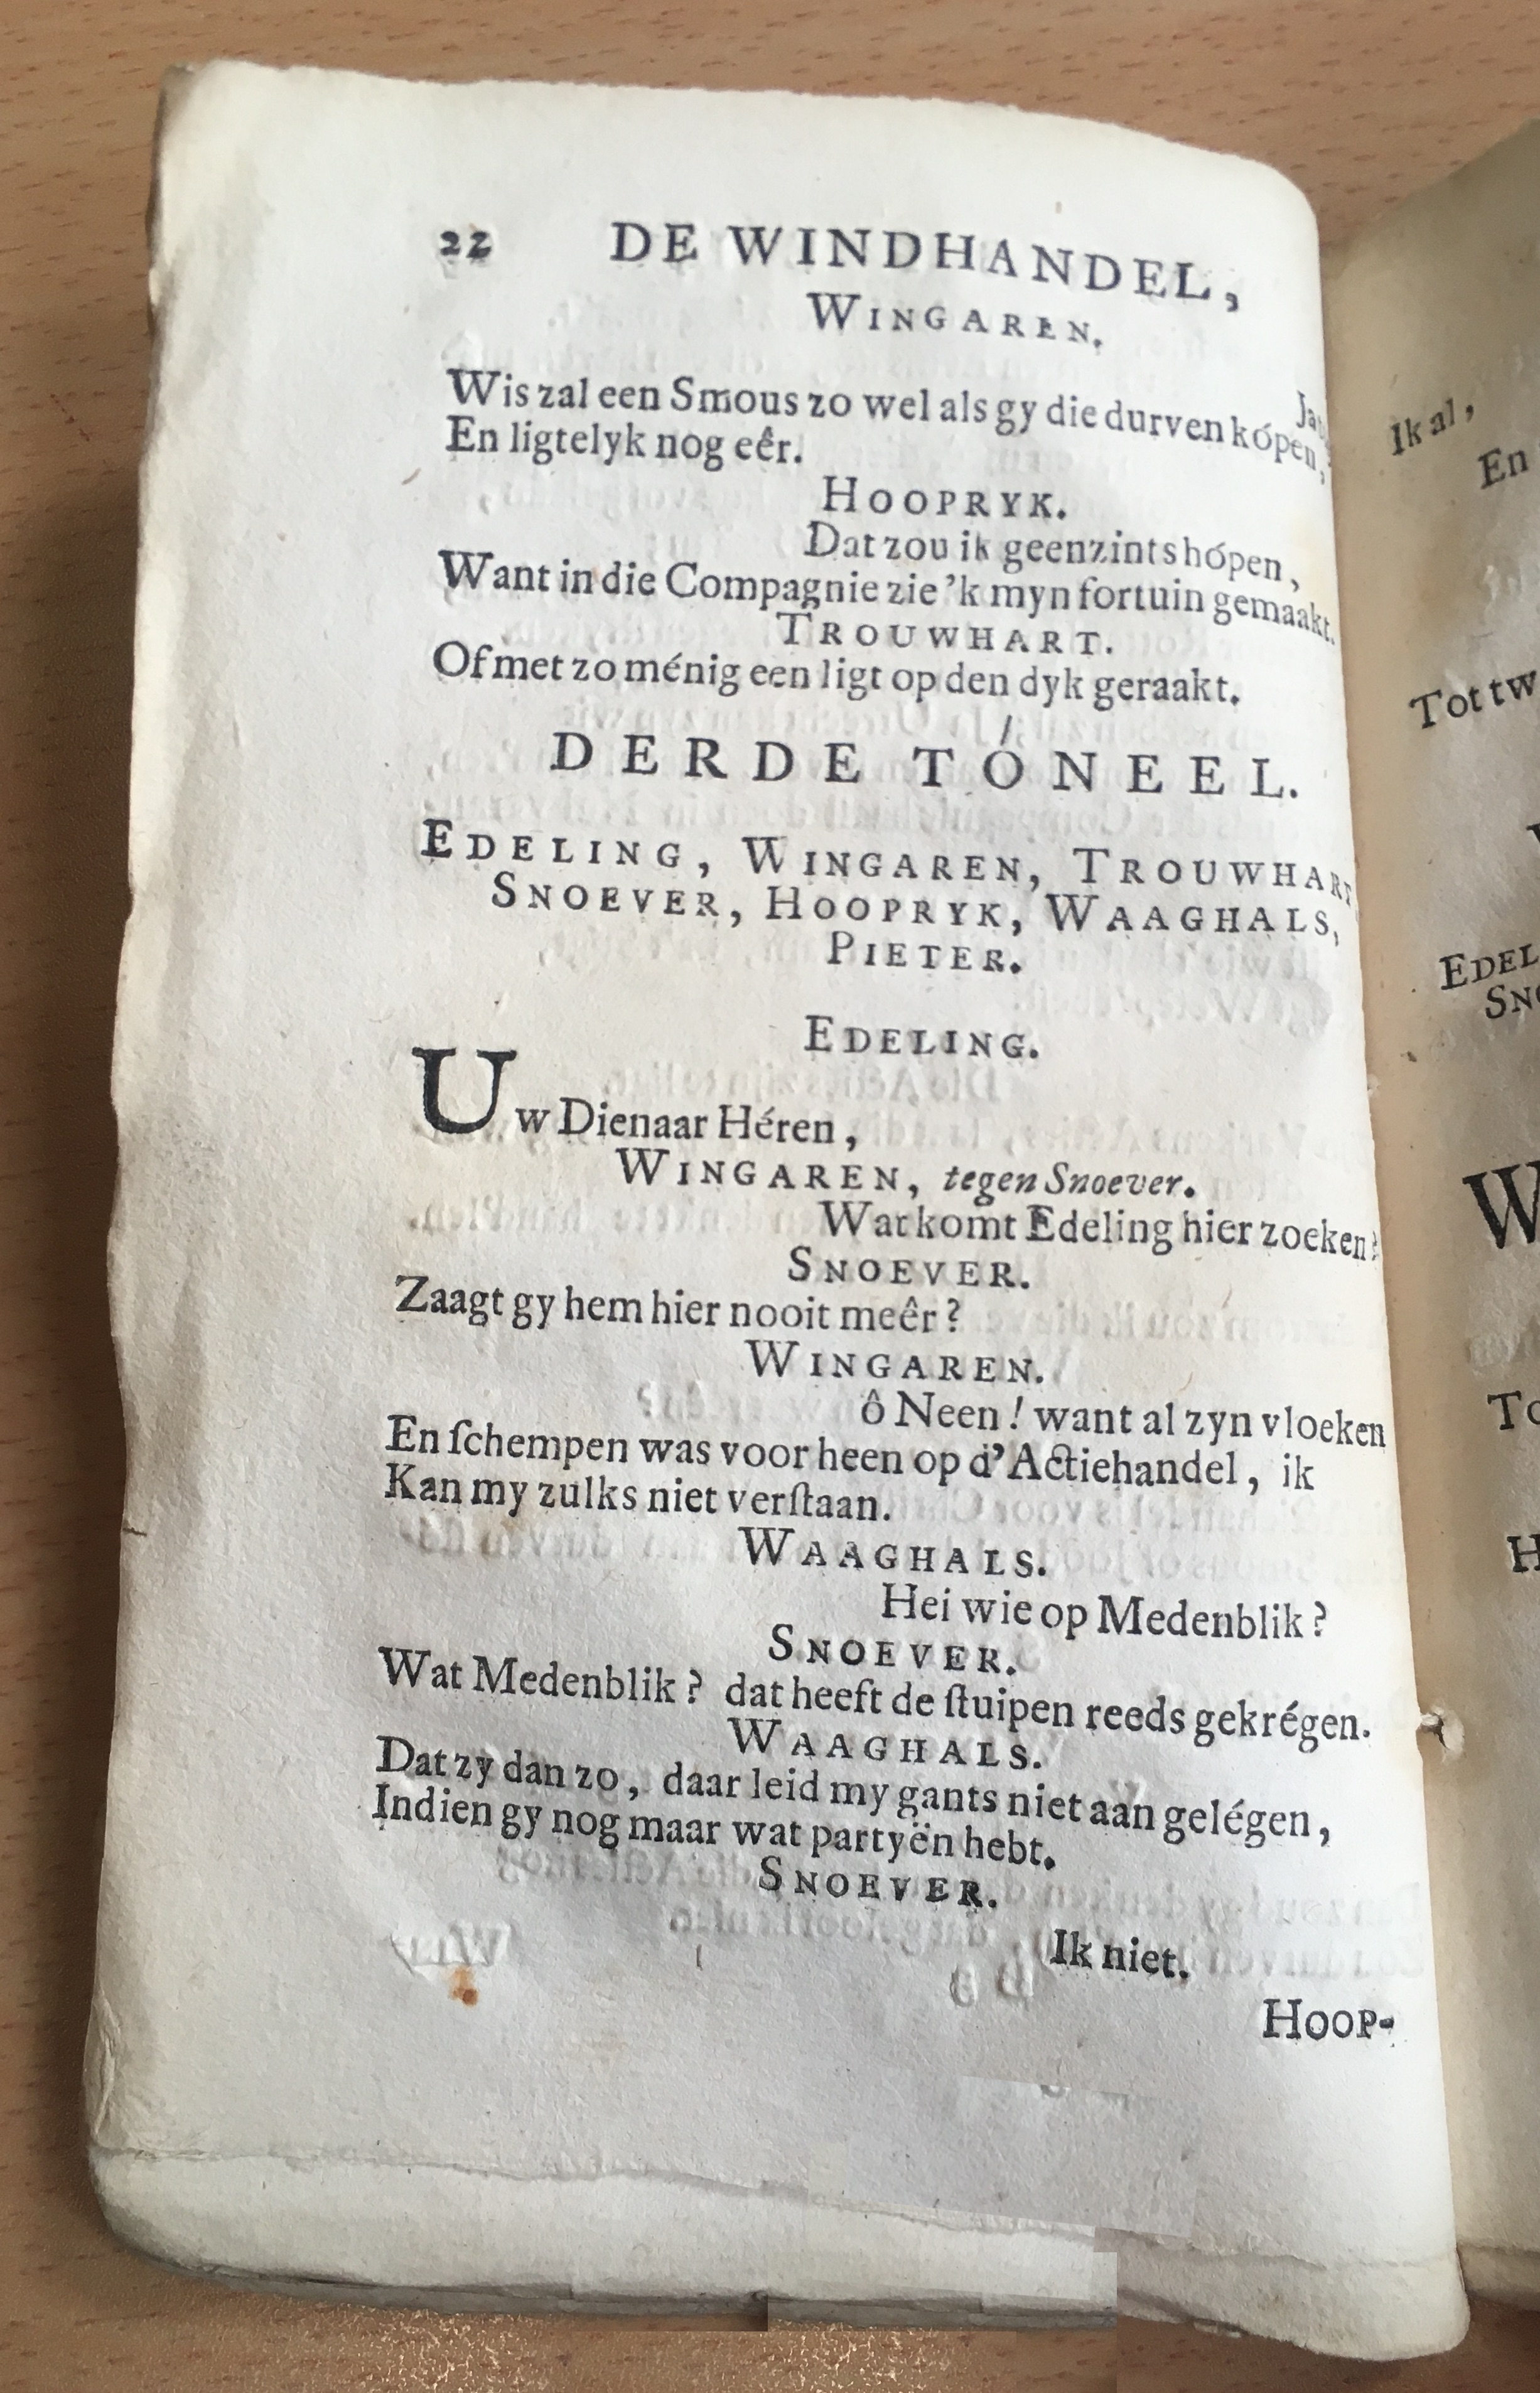 22 DE WINDHANDEL,
WINGAREN.
Wis zal een Smous zo wel als gy die durven kópen,
En ligtelyk nog eêr.
HOOPRYK.
Dat zou ik geenzints hópen,
Want in die Compagnie zie 'k myn fortuin gemaakt.
TROUWHART.
Of met zo ménig een ligt op den dyk geraakt.
DERDE TÓNEEL.
EDELING, WINGAREN, TROUWHART
SNOEVER, HOOPRYK, WAAGHALS,
PIETER.
EDELING.
Uw Dienaar Héren,
WINGAREN, tegen Snoever.
Wat komt Edeling hier zoeken?
SNOEVER.
Zaagt gy hem hier nooit meêr?
WINGAREN.
ô Neen! want al zyn vloeken
En ſchempen was voor heen op d'Actiehandel, ik
Kan my zulks niet verſtaan.
WAAGHALS.
Hei wie op Medenblik?
SNOEVER.
Wat Medenblik? dat heeft de ſtuipen reeds gekrégen.
WAAGHALS.
Dat zy dan zo, daar leid my gants niet aan gelégen,
Indien gy nog maar wat partyën hebt.
SNOEVER.
Ik niet.
HOOP-
Ik al,
En
Tot tw
EDEL
SNO
W
To
H